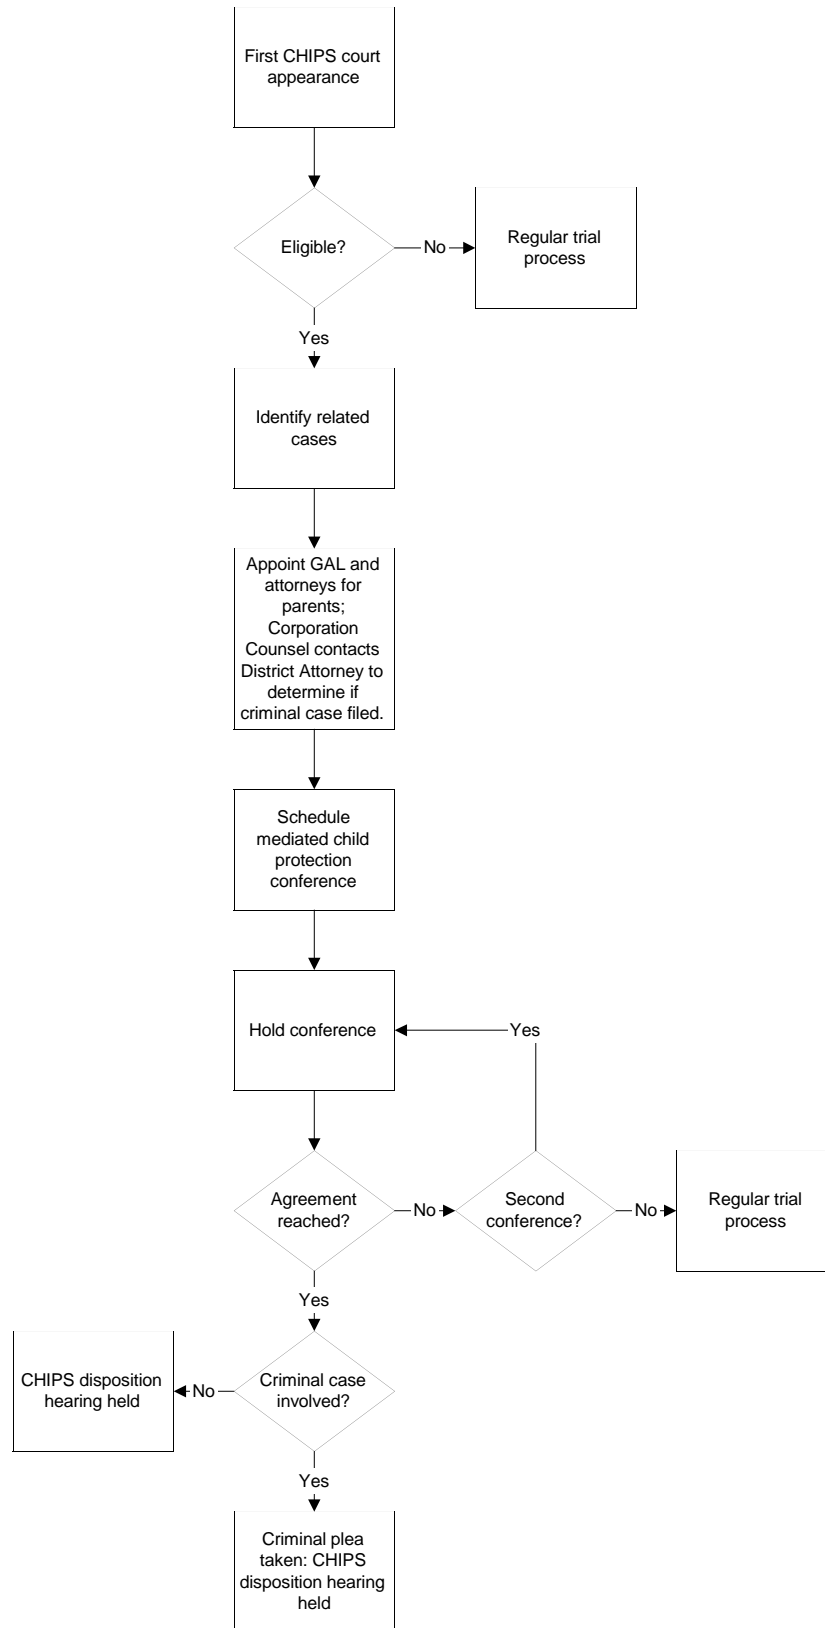 First CHIPS court
appearance
Eligible?
No
Regular trial
process
Yes
Identify related
cases
Appoint GAL and
attorneys for
parents;
Corporation
Counsel contacts
District Attorney to
determine if
criminal case filed.
Schedule
mediated child
protection
conference
Hold conference
Yes
Agreement
reached?
No
Second
conference?
No
Regular trial
process
Yes
CHIPS disposition
hearing held
No
Criminal case
involved?
Yes
Criminal plea
taken: CHIPS
disposition hearing
held